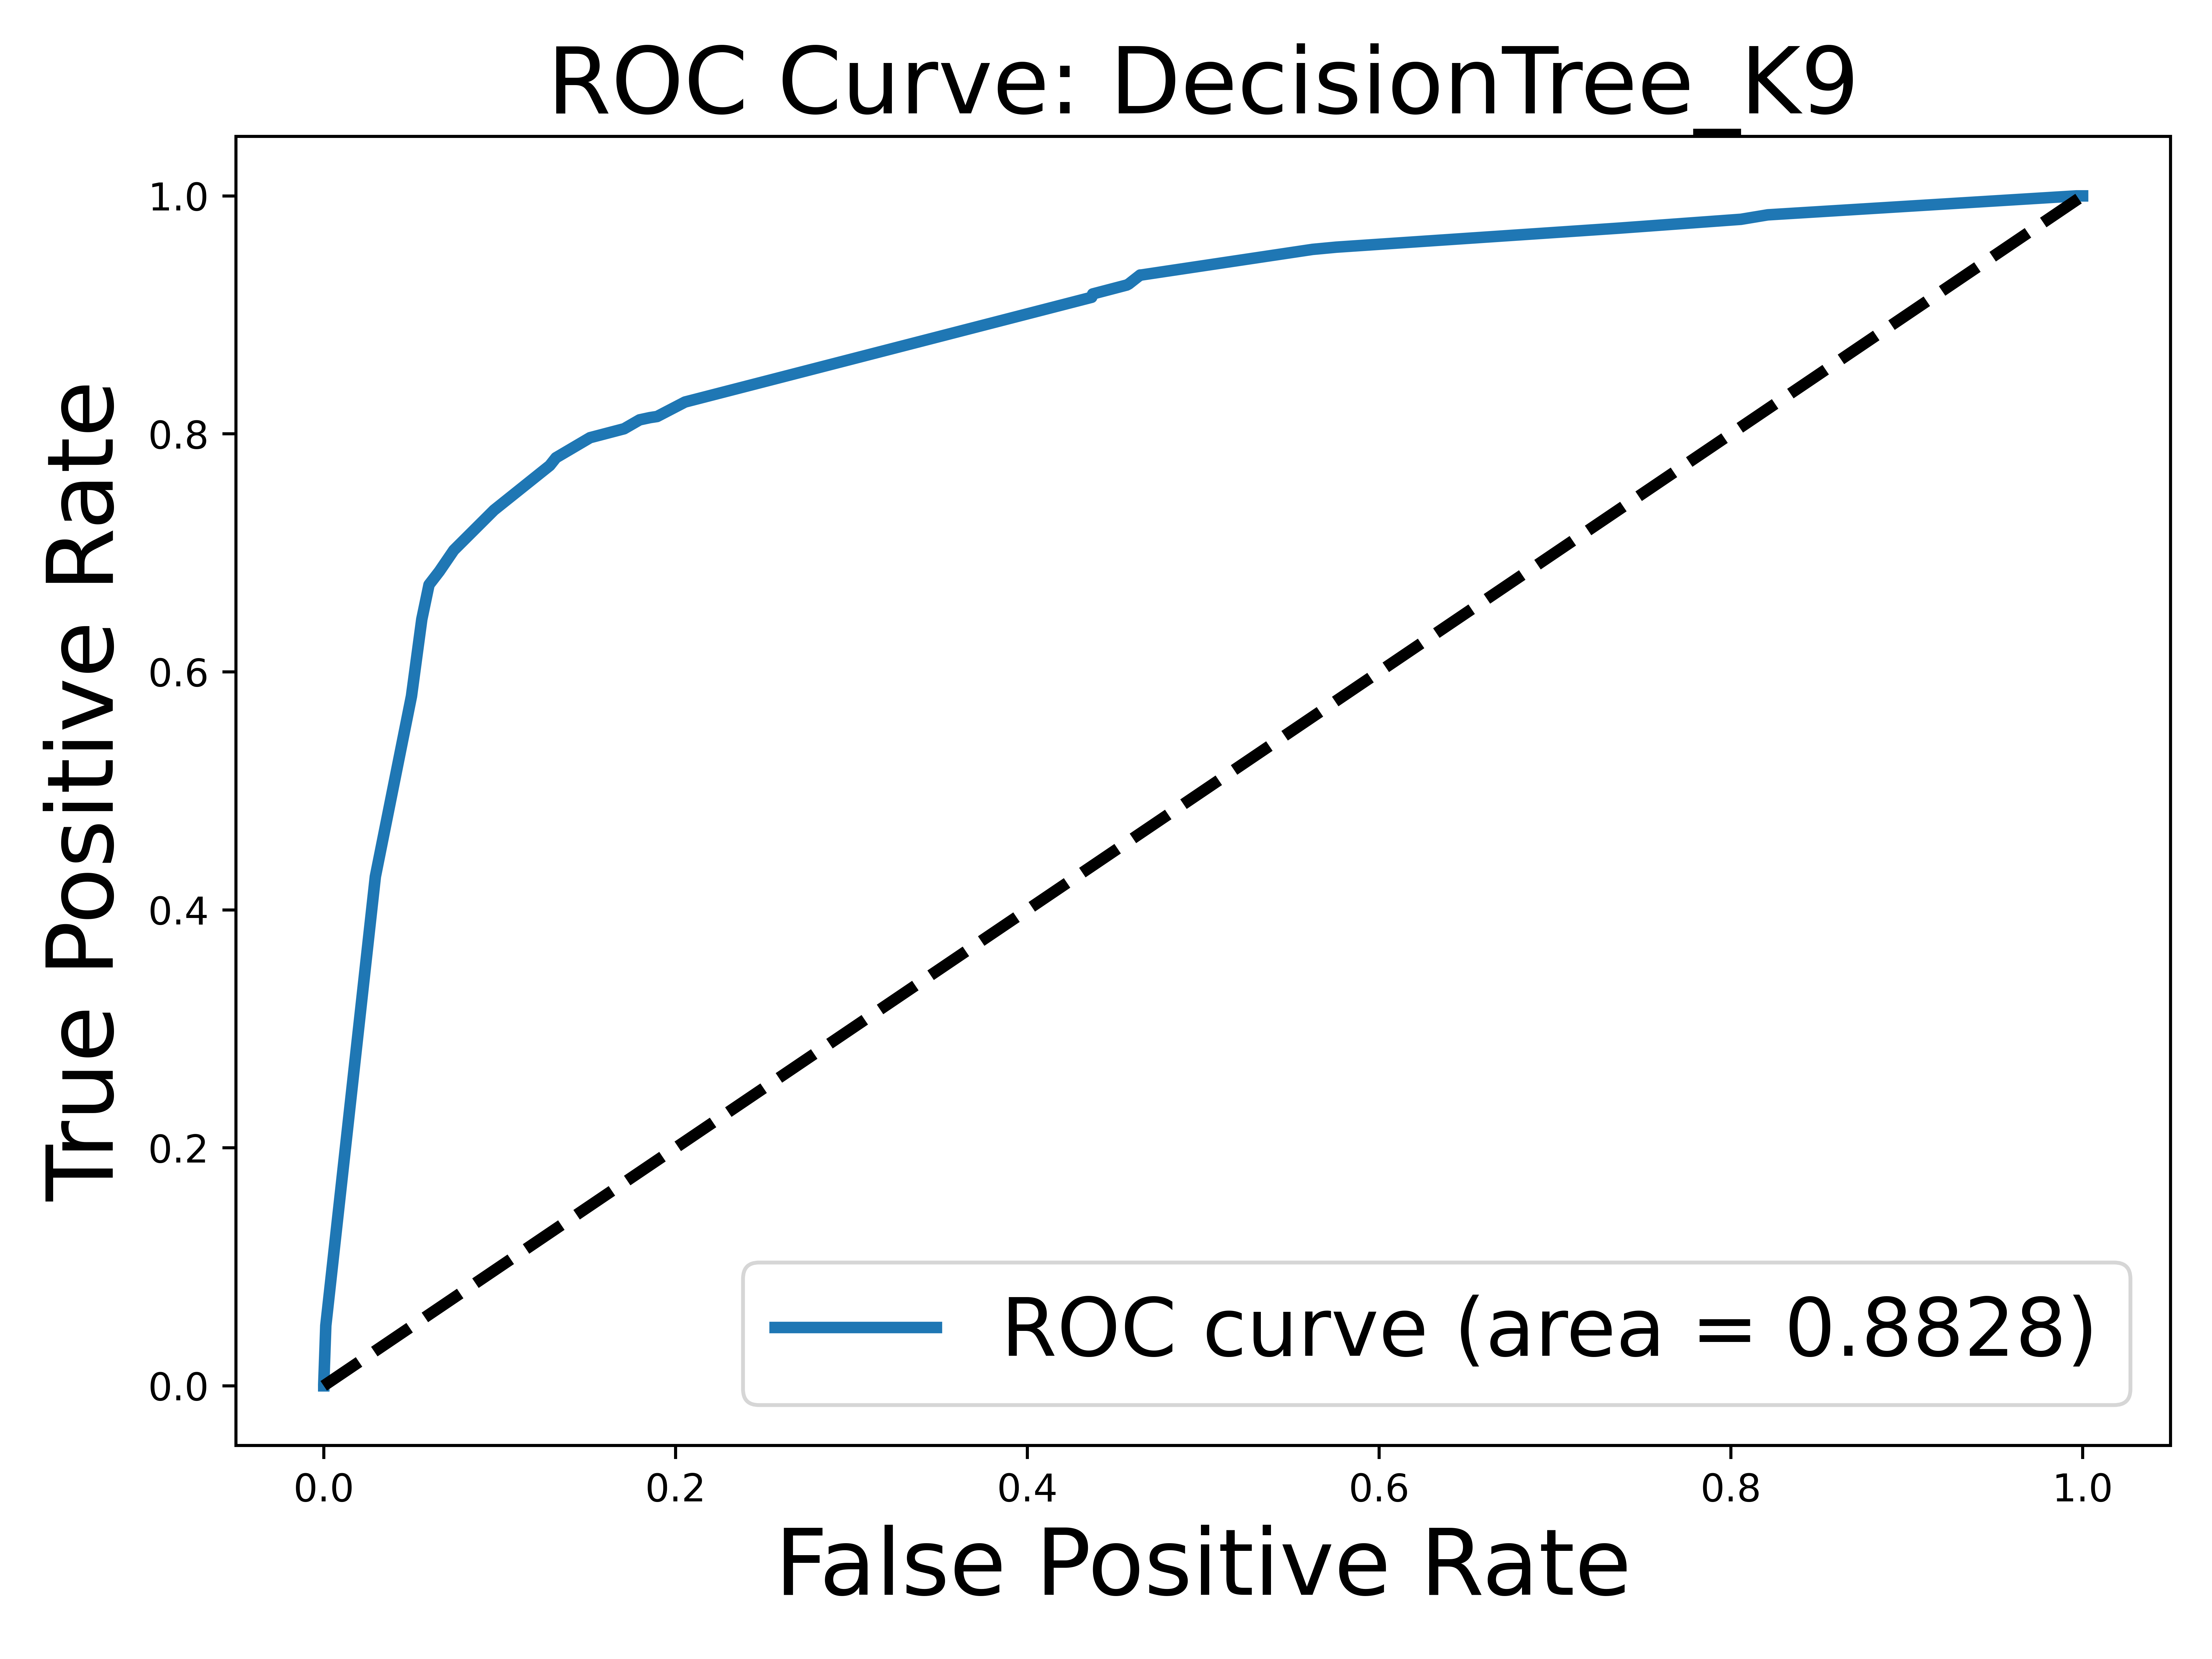 ROC Curve: DecisionTree_K9
True Positive Rate
1.0
0.8
0.6
0.4
0.2
0.0
ROC curve (area = 0.8828)
0.0 0.2 0.4 0.6 0.8 1.0
False Positive Rate